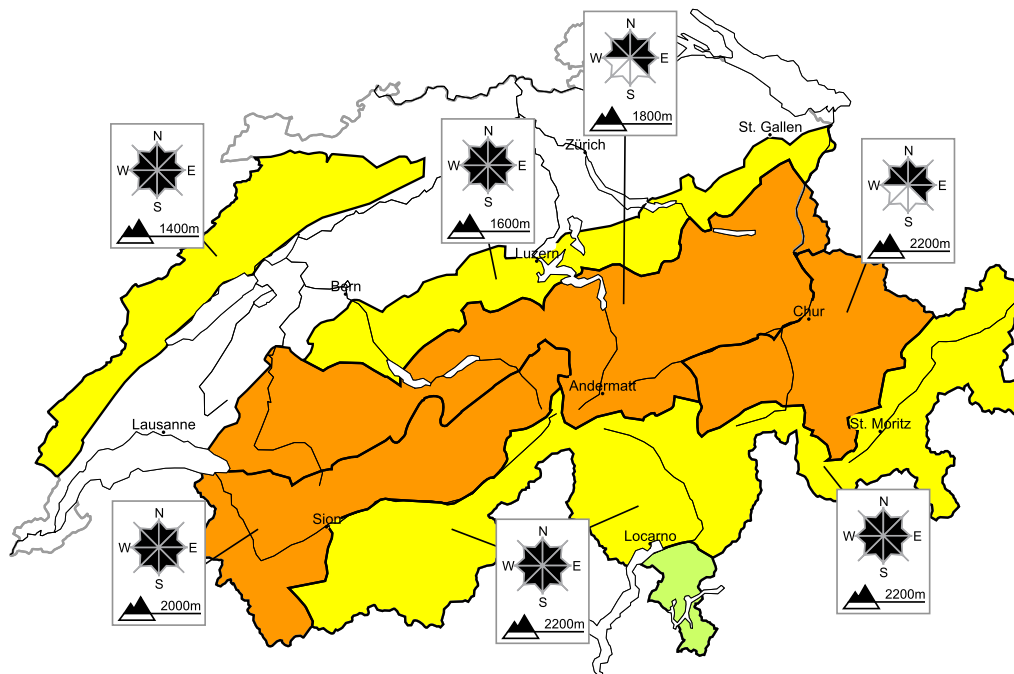 N
W E
S
1800m
St. Gallen
Zürich
N
W E
S
1400m
N
W E
S
1600m
N
W E
S
2200m
Luzern
Bern
Chur
Andermatt
Lausanne
St. Moritz
N
W E
S
2000m
Sion
N
W E
S
2200m
Locarno
N
W E
S
2200m